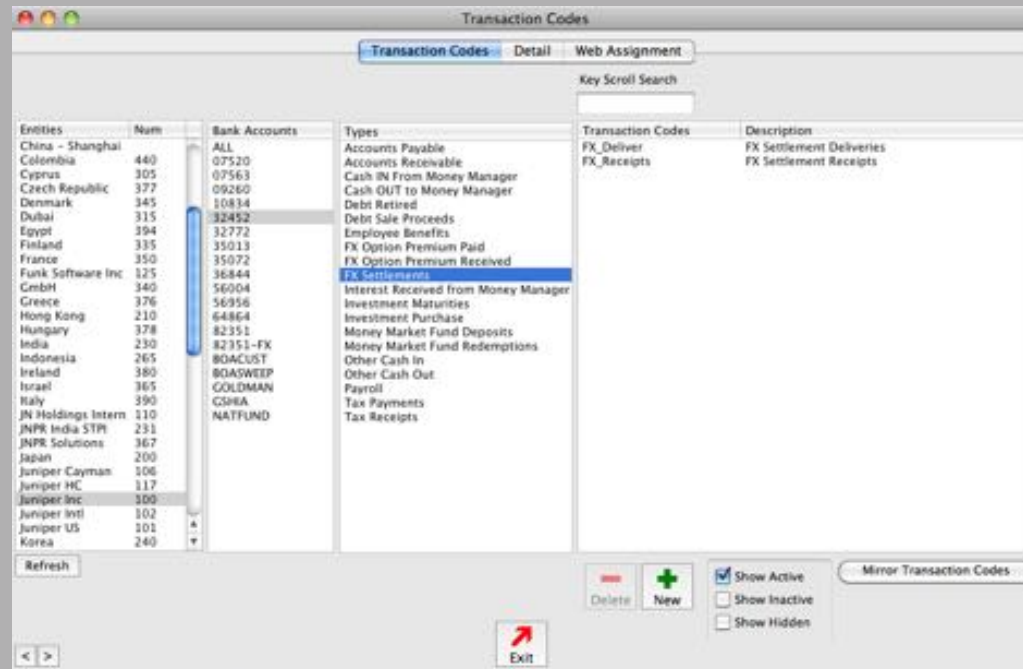 Transaction Codes
Transaction Codes Detail Web Assignment
Key Scroll Search
Entities Num
China - Shanghai
Colombia 440
Cyprus 305
Czech Republic 377
Denmark 345
Dubai 315
Egypt 394
Finland 335
France 350
Funk Software Inc 125
GmbH 340
Greece 376
Hong Kong 210
Hungary 378
India 230
Indonesia 265
Ireland 380
Israel 365
Italy 390
JN Holdings Intern 110
JNPR India STPI 231
JNPR Solutions 367
Japan 200
Juniper Cayman 106
Juniper HC 117
Juniper Inc 100
Juniper Intl 102
Juniper US 101
Korea 240
Bank Accounts
ALL
07520
07563
09260
10834
32452
32772
35013
35072
36844
56004
56956
64864
82351
82351-FX
BOACUST
BOASWEEP
GOLDMAN
GSHIA
NATFUND
Types
Accounts Payable
Accounts Receivable
Cash IN From Money Manager
Cash OUT to Money Manager
Debt Retired
Debt Sale Proceeds
Employee Benefits
FX Option Premium Paid
FX Option Premium Received
FX Settlements
Interest Received from Money Manager
Investment Maturities
Investment Purchase
Money Market Fund Deposits
Money Market Fund Redemptions
Other Cash In
Other Cash Out
Payroll
Tax Payments
Tax Receipts
Transaction Codes Description
FX_Deliver FX Settlement Deliveries
FX_Receipts FX Settlement Receipts
Refresh
Delete New
Show Active
Show Inactive
Show Hidden
Mirror Transaction Codes
Exit
< >